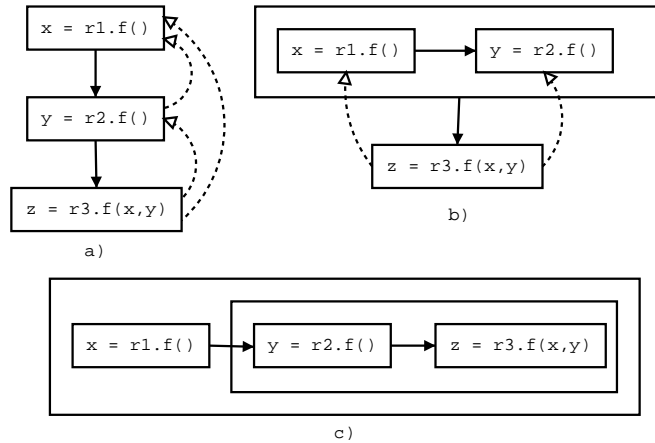 x = r1.f()
y = r2.f()
z = r3.f(x,y)
a)
x = r1.f()
y = r2.f()
z = r3.f(x,y)
b)
x = r1.f()
y = r2.f()
z = r3.f(x,y)
c)